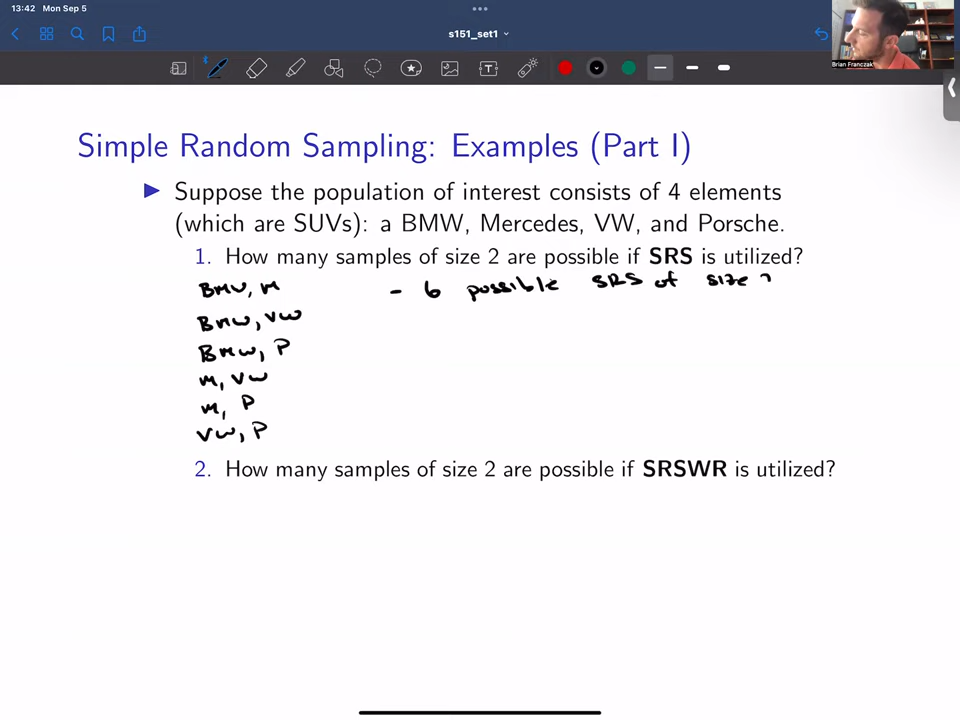 13:42 Mon Sep 5
s151_set1
Brian Franczak
Simple Random Sampling: Examples (Part I)
Suppose the population of interest consists of 4 elements
(which are SUVs): a BMW, Mercedes, VW, and Porsche.
1. How many samples of size 2 are possible if SRS is utilized?
BMW, M
- 6 possible SRS of size
BMW, VW
BMW, P
M, VW
M, P
VW, P
2. How many samples of size 2 are possible if SRSWR is utilized?